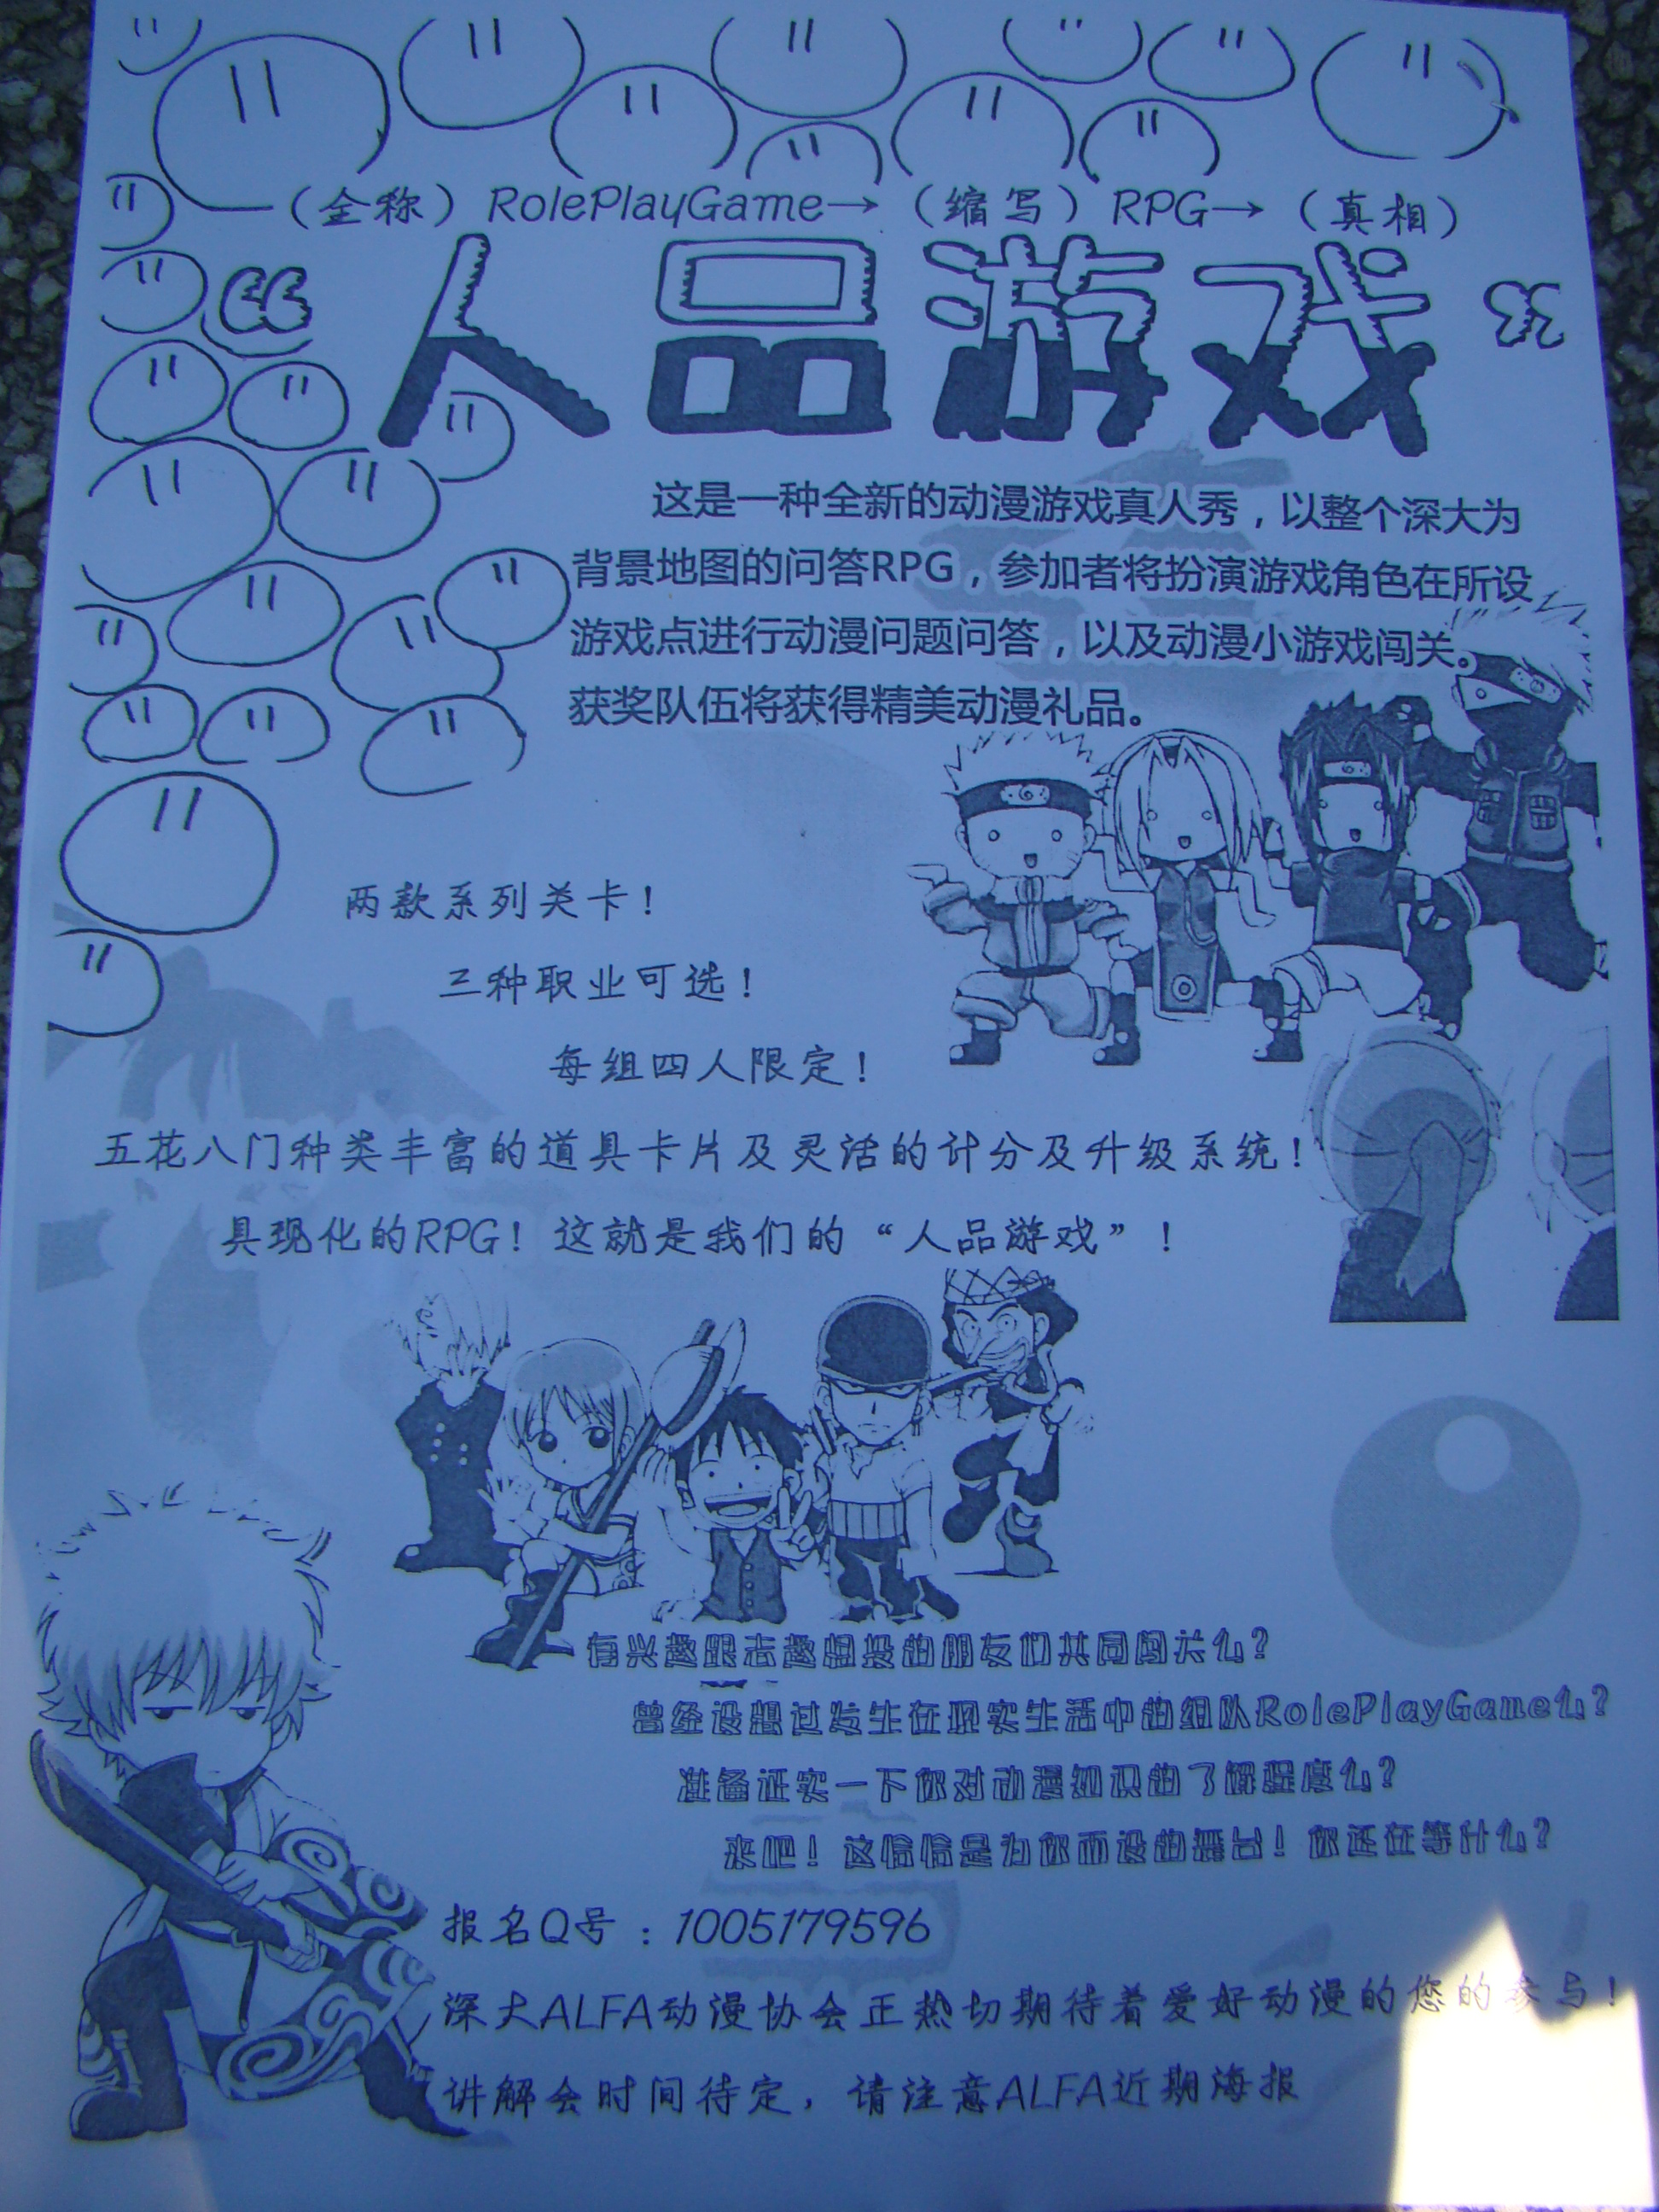 （全称）RolePlayGame→（缩写）RPG→（真相）
“人品游戏”
这是一种全新的动漫游戏真人秀，以整个深大为
背景地图的问答RPG，参加者将扮演游戏角色在所设
游戏点进行动漫问题问答，以及动漫小游戏闯关。
获奖队伍将获得精美动漫礼品。
两款系列关卡！
三种职业可选！
每组四人限定！
五花八门种类丰富的道具卡片及灵活的计分及升级系统！
具现化的RPG！这就是我们的“人品游戏”！
有兴趣跟志趣相投的朋友们共同闯关么？
曾经设想过发生在现实生活中的组队RolePlayGame么？
准备证实一下你对动漫知识的了解程度么？
来吧！这恰恰是为你而设的舞台！你还在等什么？
报名Q号：1005179596
深大ALFA动漫协会正热切期待着爱好动漫的您的参与！
讲解会时间待定，请注意ALFA近期海报